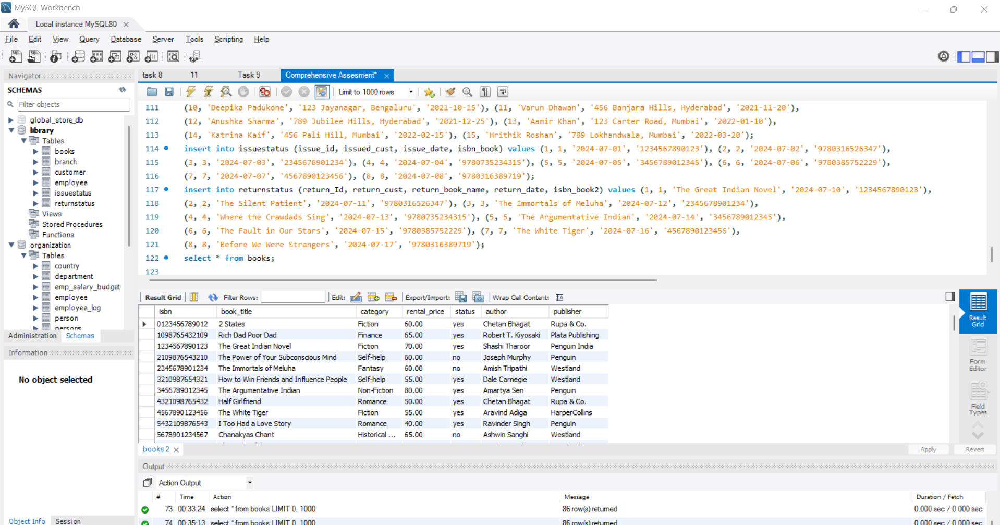 MySQL Workbench
Local instance MySQL80
File Edit View Query Database Server Tools Scripting Help
Navigator
SCHEMAS
Filter objects
global_store_db
library
Tables
books
branch
customer
employee
issuestatus
returnstatus
Views
Stored Procedures
Functions
organization
Tables
country
department
emp_salary_budget
employee
employee_log
person
persons
Administration Schemas
Information
No object selected
Object Info Session
task 8 11 Task 9 Comprehensive Assesment*
Limit to 1000 rows
111 (10, 'Deepika Padukone', '123 Jayanagar, Bengaluru', '2021-10-15'), (11, 'Varun Dhawan', '456 Banjara Hills, Hyderabad', '2021-11-20'),
112 (12, 'Anushka Sharma', '789 Jubilee Hills, Hyderabad', '2021-12-25'), (13, 'Aamir Khan', '123 Carter Road, Mumbai', '2022-01-10'),
113 (14, 'Katrina Kaif', '456 Pali Hill, Mumbai', '2022-02-15'), (15, 'Hrithik Roshan', '789 Lokhandwala, Mumbai', '2022-03-20');
114 insert into issuestatus (issue_id, issued_cust, issue_date, isbn_book) values (1, 1, '2024-07-01', '1234567890123'), (2, 2, '2024-07-02', '9780316526347'),
115 (3, 3, '2024-07-03', '2345678901234'), (4, 4, '2024-07-04', '9780735234315'), (5, 5, '2024-07-05', '3456789012345'), (6, 6, '2024-07-06', '9780385752229'),
116 (7, 7, '2024-07-07', '4567890123456'), (8, 8, '2024-07-08', '9780316389719');
117 insert into returnstatus (return_Id, return_cust, return_book_name, return_date, isbn_book2) values (1, 1, 'The Great Indian Novel', '2024-07-10', '1234567890123'),
118 (2, 2, 'The Silent Patient', '2024-07-11', '9780316526347'), (3, 3, 'The Immortals of Meluha', '2024-07-12', '2345678901234'),
119 (4, 4, 'Where the Crawdads Sing', '2024-07-13', '9780735234315'), (5, 5, 'The Argumentative Indian', '2024-07-14', '3456789012345'),
120 (6, 6, 'The Fault in Our Stars', '2024-07-15', '9780385752229'), (7, 7, 'The White Tiger', '2024-07-16', '4567890123456'),
121 (8, 8, 'Before We Were Strangers', '2024-07-17', '9780316389719');
122 select * from books;
123
Result Grid Filter Rows: Edit: Export/Import: Wrap Cell Content:
isbn book_title category rental_price status author publisher
0123456789012 2 States Fiction 60.00 yes Chetan Bhagat Rupa & Co.
1098765432109 Rich Dad Poor Dad Finance 65.00 yes Robert T. Kiyosaki Plata Publishing
1234567890123 The Great Indian Novel Fiction 70.00 yes Shashi Tharoor Penguin India
2109876543210 The Power of Your Subconscious Mind Self-help 60.00 no Joseph Murphy Penguin
2345678901234 The Immortals of Meluha Fantasy 60.00 no Amish Tripathi Westland
3210987654321 How to Win Friends and Influence People Self-help 55.00 yes Dale Carnegie Westland
3456789012345 The Argumentative Indian Non-Fiction 80.00 yes Amartya Sen Penguin
4321098765432 Half Girlfriend Romance 50.00 yes Chetan Bhagat Rupa & Co.
4567890123456 The White Tiger Fiction 55.00 yes Aravind Adiga HarperCollins
5432109876543 I Too Had a Love Story Romance 40.00 yes Ravinder Singh Penguin
5678901234567 Chanakyas Chant Historical ... 65.00 no Ashwin Sanghi Westland
Result Grid
Form Editor
Field Types
books 2
Apply Revert
Output
Action Output
# Time Action Message Duration / Fetch
73 00:33:24 select * from books LIMIT 0, 1000 86 row(s) returned 0.000 sec / 0.000 sec
74 00:35:13 select * from books LIMIT 0, 1000 86 row(s) returned 0.000 sec / 0.000 sec